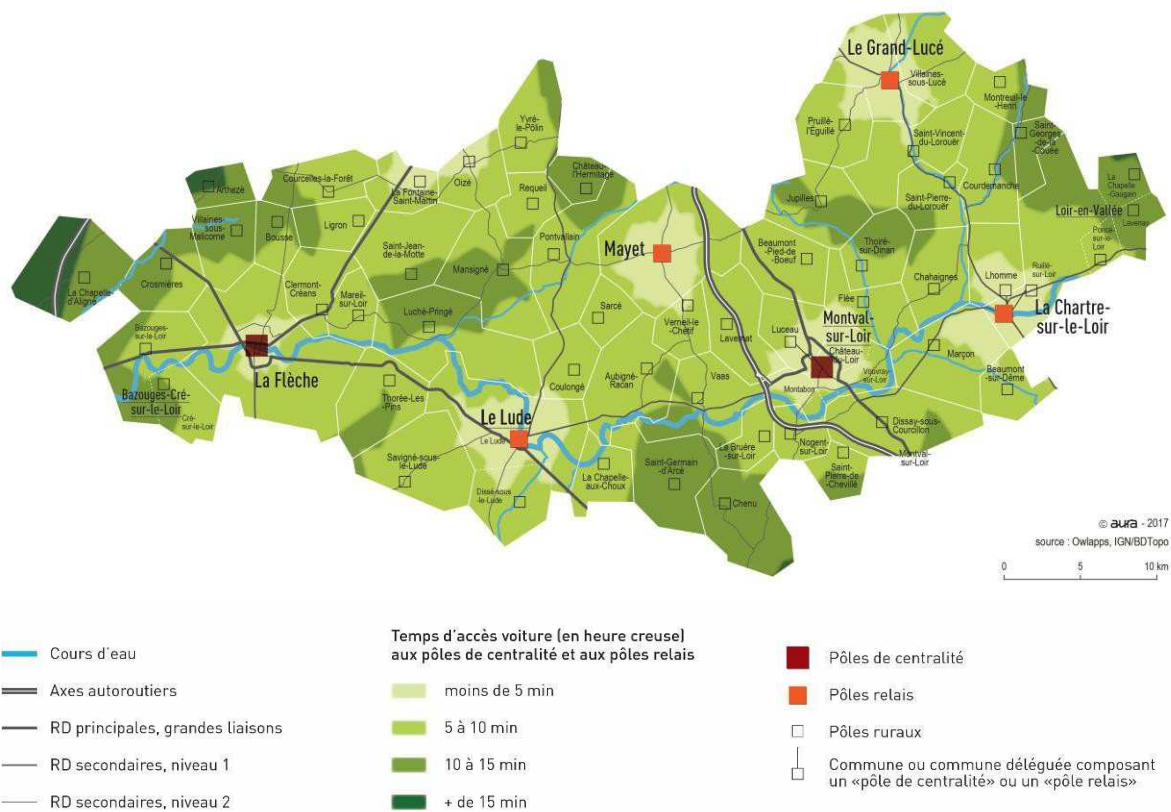 Le Grand-Lucé
Villaines-
sous-Lucé
Montreuil-le
-Henri
Pruillé-
l'Eguillé
Saint-
Georges
-de-la
-Couée
Saint-Vincent
-du-Lorouër
Courdemanche
Saint-Pierre-
du-Lorouër
La
Chapelle
-Gaugain
Loir-en-Vallée
Lavenay
Poncé-
sur-le-
Loir
Yvré-
le-Pôlin
Oizé
Château-
l'Hermitage
Requeil
Courcelles-la-Forêt
La Fontaine-
Saint-Martin
Arthezé
Villaines-
sous-
Malicorne
Bousse
Ligron
Saint-Jean-
de-la-Motte
Mansigné
Pontvallain
Mayet
Jupilles
Beaumont
-Pied-de-
Boeuf
Thoiré-
sur-Dinan
Chahaignes
Lhomme
Ruillé-
sur-Loir
La Chartre-
sur-le-Loir
La Chapelle-
d'Aligné
Crosmières
Clermont-
Créans
Mareil-
sur-Loir
Luché-Pringé
Sarcé
Verneil-le
-Chétif
Lavernat
Flée
Montval-
sur-Loir
Luceau
Château-
du-Loir
Vouvray-
sur-Loir
Montabon
Marçon
Beaumont
-sur-Dême
Bazouges-
sur-le-Loir
La Flèche
Bazouges-Cré-
sur-le-Loir
Cré-
sur-le-Loir
Thorée-Les
-Pins
Coulongé
Aubigné-
Racan
Vaas
Le Lude
Le Lude
Savigné-sous-
le-Lude
Dissé-sous
-le-Lude
La Chapelle-
aux-Choux
Saint-Germain
-d'Arcé
Chenu
La Bruère
-sur-Loir
Nogent-
sur-Loir
Saint-
Pierre-de-
Chevillé
Dissay-sous-
Courcillon
Montval-
sur-Loir
© aura - 2017
source : Owlapps, IGN/BDTopo
0 5 10 km
Cours d'eau
Axes autoroutiers
RD principales, grandes liaisons
RD secondaires, niveau 1
RD secondaires, niveau 2
Temps d'accès voiture (en heure creuse)
aux pôles de centralité et aux pôles relais
moins de 5 min
5 à 10 min
10 à 15 min
+ de 15 min
Pôles de centralité
Pôles relais
Pôles ruraux
Commune ou commune déléguée composant
un «pôle de centralité» ou un «pôle relais»